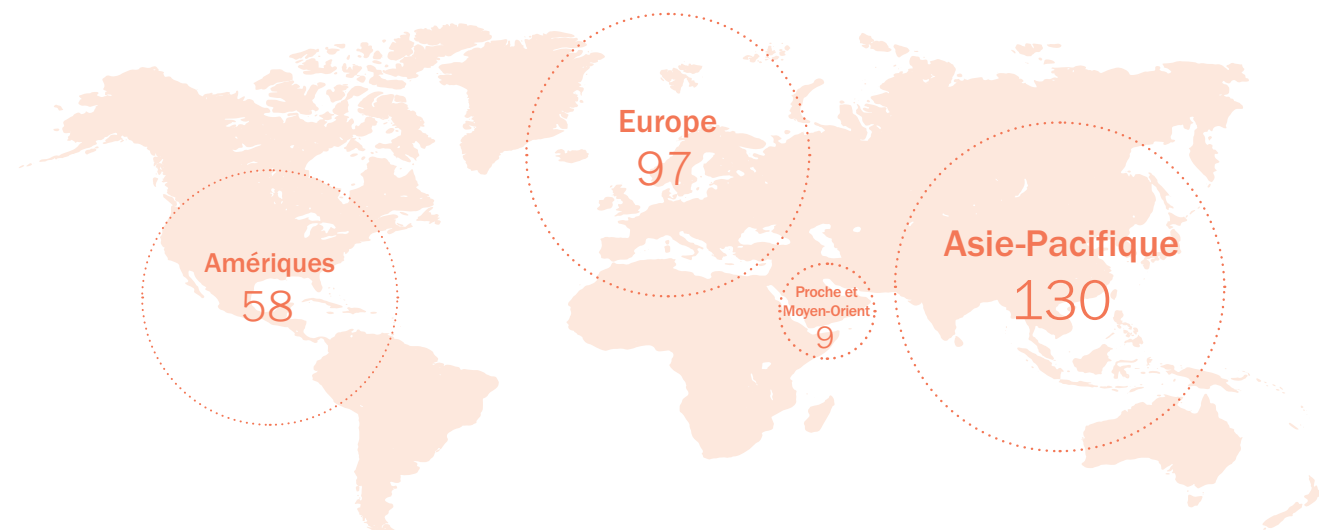 Europe
97
Amériques
58
Proche et
Moyen-Orient
9
Asie-Pacifique
130